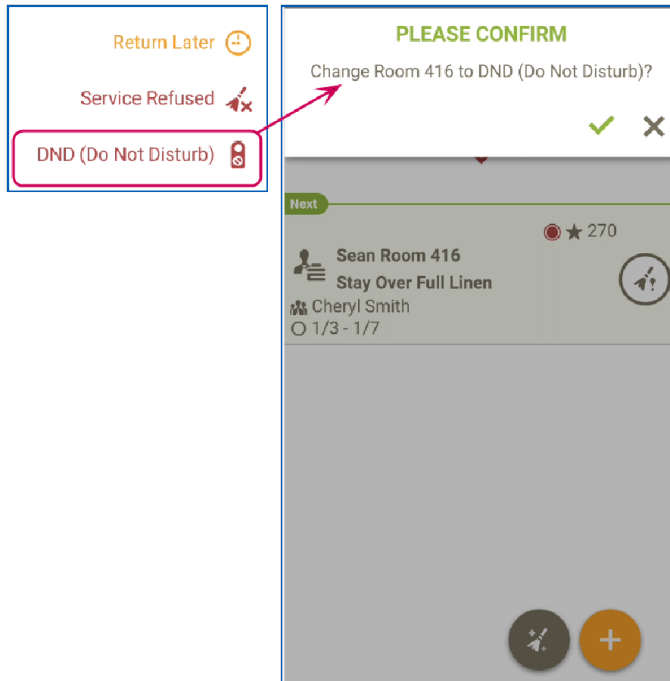 Return Later
Service Refused
DND (Do Not Disturb)
PLEASE CONFIRM
Change Room 416 to DND (Do Not Disturb)?
Next
270
Sean Room 416
Stay Over Full Linen
Cheryl Smith
1/3 - 1/7